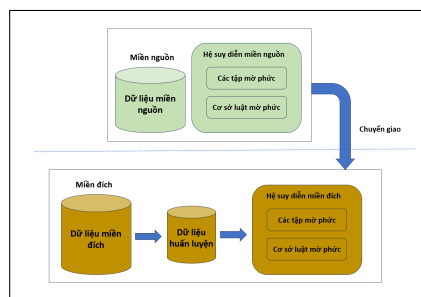 Miền nguồn
Dữ liệu miền
nguồn
Hệ suy diễn miền nguồn
Các tập mờ phức
Cơ sở luật mờ phức
Chuyển giao
Miền đích
Dữ liệu miền
đích
Dữ liệu
huấn luyện
Hệ suy diễn miền đích
Các tập mờ phức
Cơ sở luật mờ phức